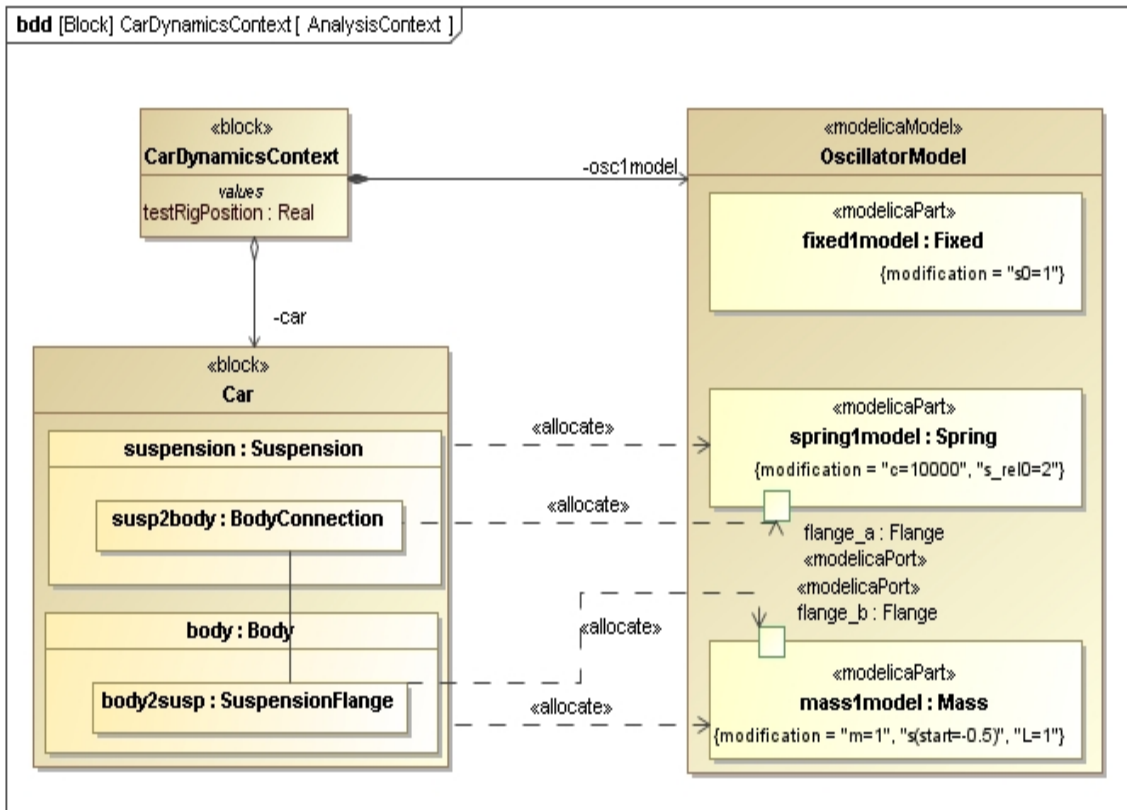 bdd [Block] CarDynamicsContext [ AnalysisContext ]
«block»
CarDynamicsContext
values
testRigPosition : Real
-osc1model
-car
«modelicaModel»
OscillatorModel
«modelicaPart»
fixed1model : Fixed
{modification = "s0=1"}
«block»
Car
suspension : Suspension
susp2body : BodyConnection
body : Body
body2susp : SuspensionFlange
«allocate»
«allocate»
«allocate»
«allocate»
«modelicaPart»
spring1model : Spring
{modification = "c=10000", "s_rel0=2"}
flange_a : Flange
«modelicaPort»
«modelicaPort»
flange_b : Flange
«modelicaPart»
mass1model : Mass
{modification = "m=1", "s(start=-0.5)", "L=1"}